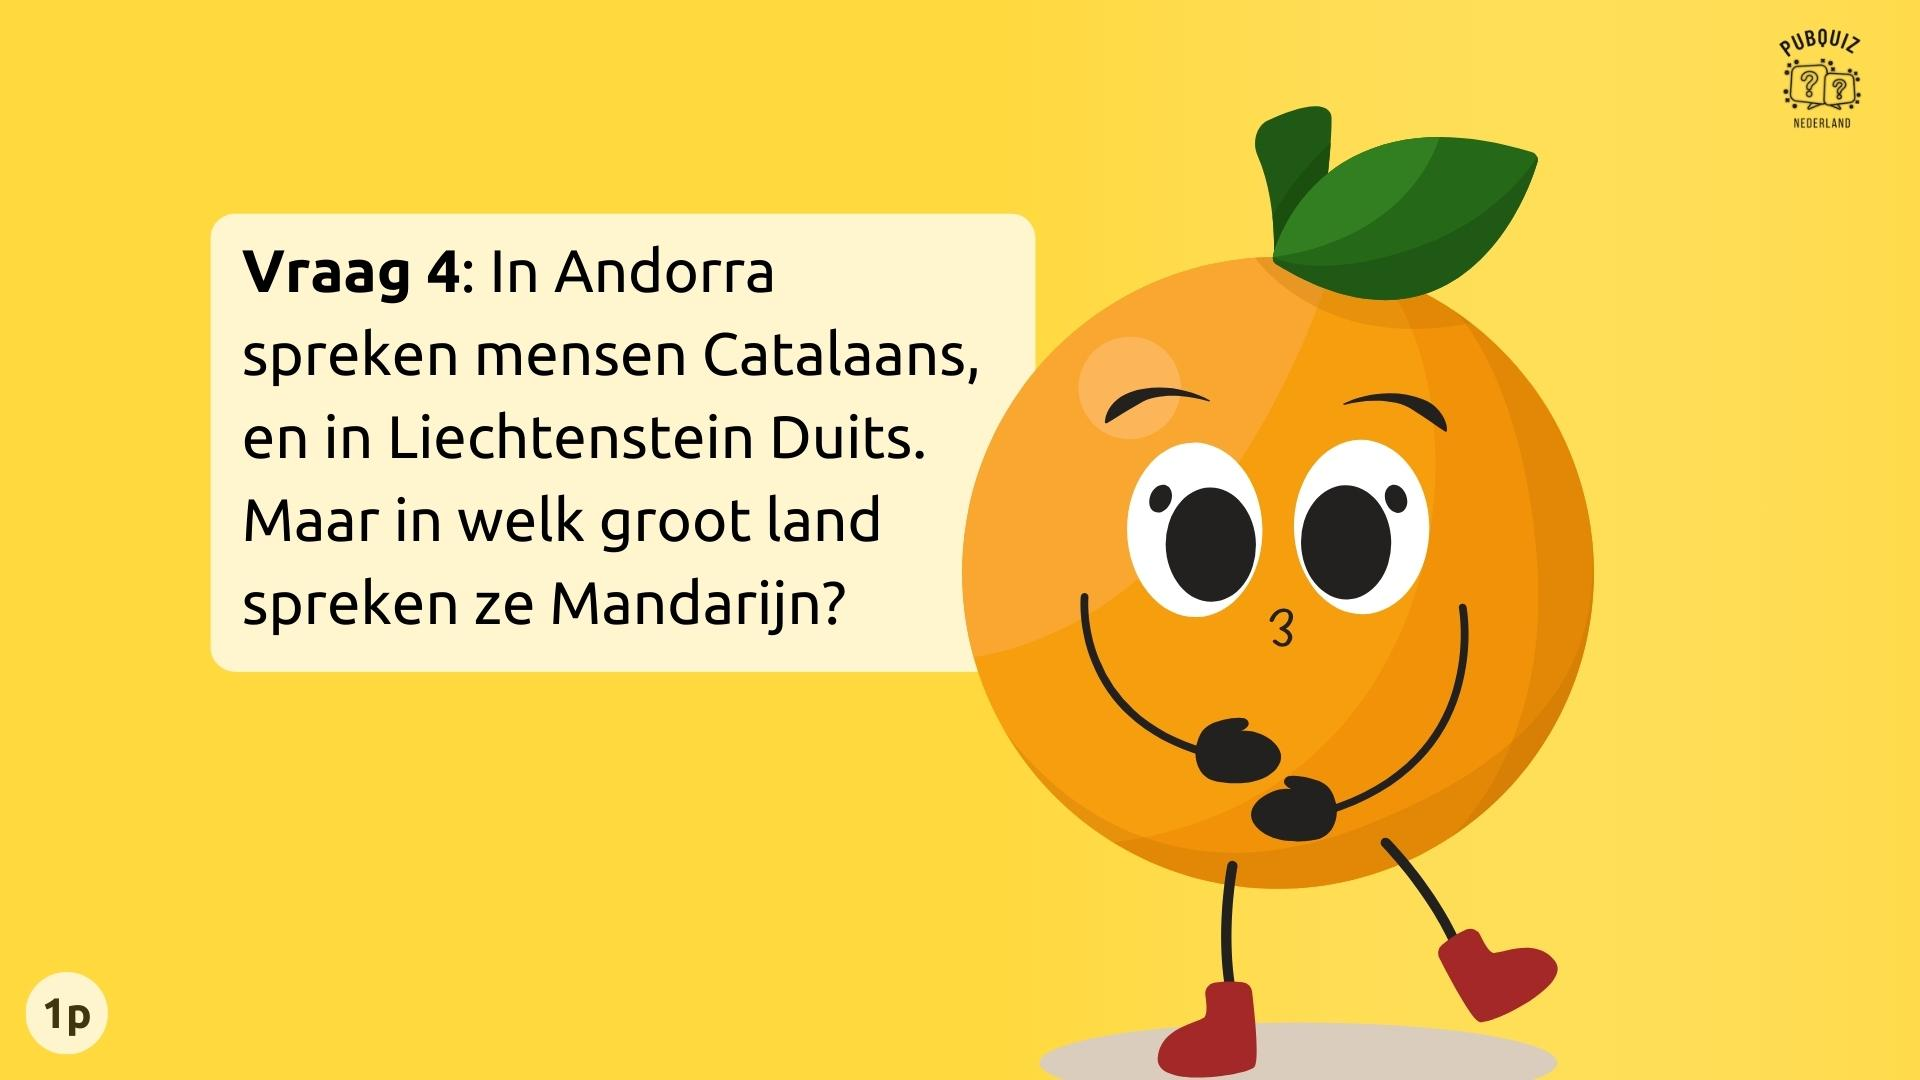 PUBQUIZ
? ?
NEDERLAND
Vraag 4: In Andorra
spreken mensen Catalaans,
en in Liechtenstein Duits.
Maar in welk groot land
spreken ze Mandarijn?
1p